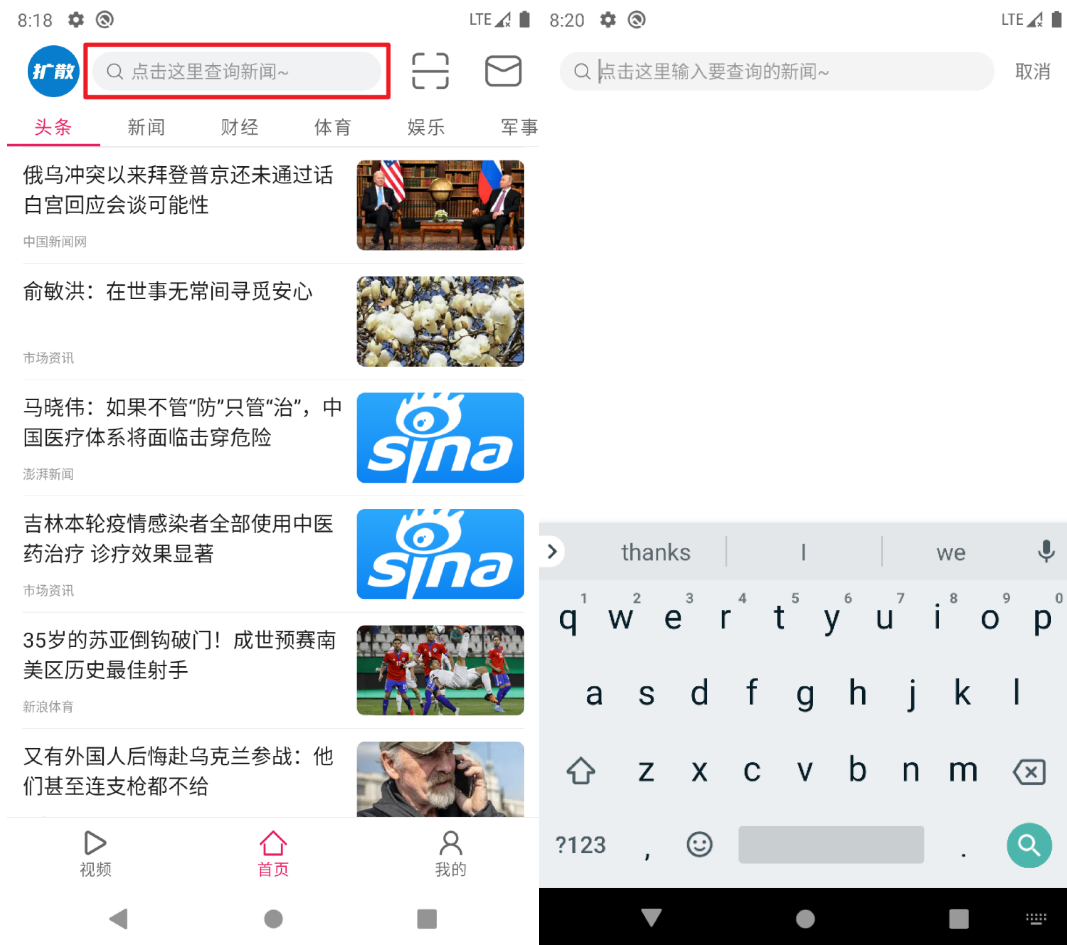 8:18
LTE
扩散
点击这里查询新闻~
头条 新闻 财经 体育 娱乐 军事
俄乌冲突以来拜登普京还未通过话
白宫回应会谈可能性
中国新闻网
俞敏洪：在世事无常间寻觅安心
市场资讯
马晓伟：如果不管“防”只管“治”，中
国医疗体系将面临击穿危险
sina
澎湃新闻
吉林本轮疫情感染者全部使用中医
药治疗 诊疗效果显著
sina
市场资讯
35岁的苏亚倒钩破门！成世预赛南
美区历史最佳射手
新浪体育
又有外国人后悔赴乌克兰参战：他
们甚至连支枪都不给
视频 首页 我的
8:20
LTE
点击这里输入要查询的新闻~
取消
thanks I we
1 2 3 4 5 6 7 8 9 0
q w e r t y u i o p
a s d f g h j k l
z x c v b n m
?123 , .